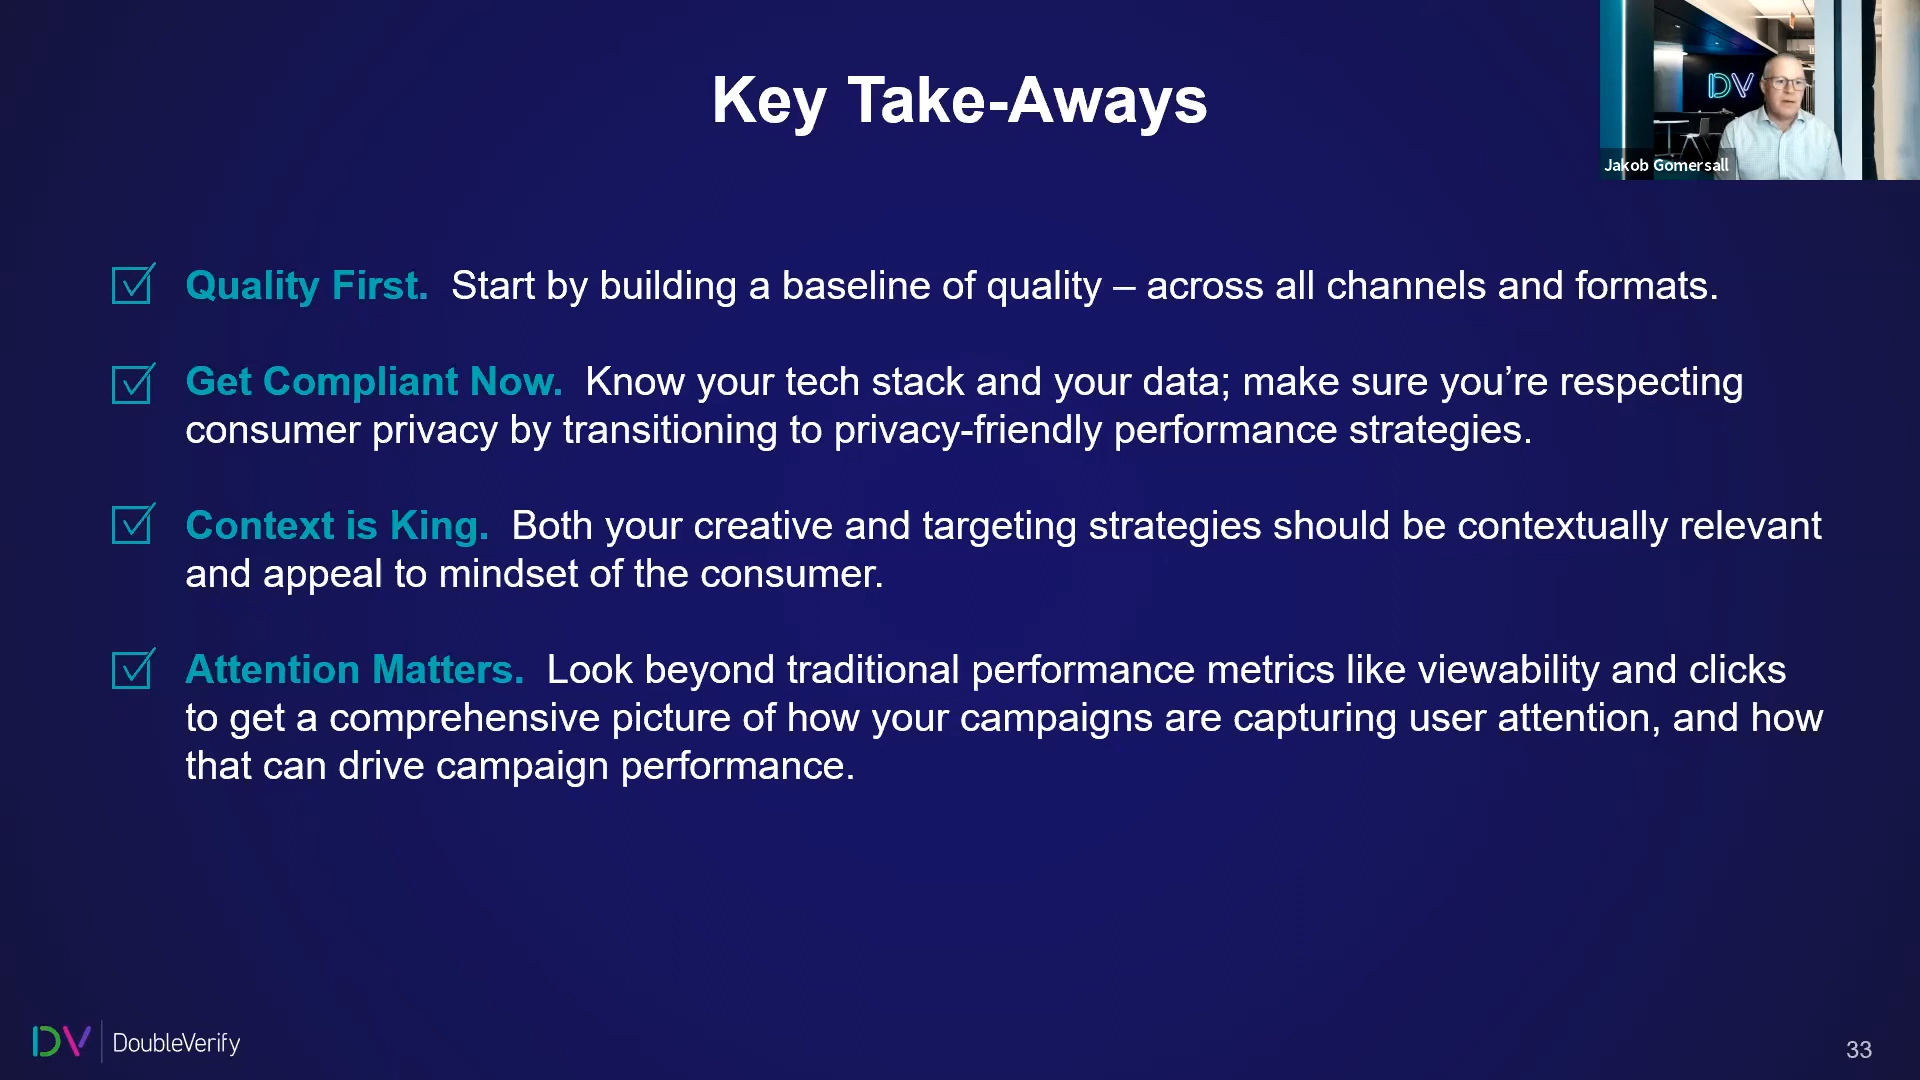 Key Take-Aways
DV
Jakob Gomersall
Quality First. Start by building a baseline of quality – across all channels and formats.
Get Compliant Now. Know your tech stack and your data; make sure you’re respecting
consumer privacy by transitioning to privacy-friendly performance strategies.
Context is King. Both your creative and targeting strategies should be contextually relevant
and appeal to mindset of the consumer.
Attention Matters. Look beyond traditional performance metrics like viewability and clicks
to get a comprehensive picture of how your campaigns are capturing user attention, and how
that can drive campaign performance.
DV DoubleVerify
33